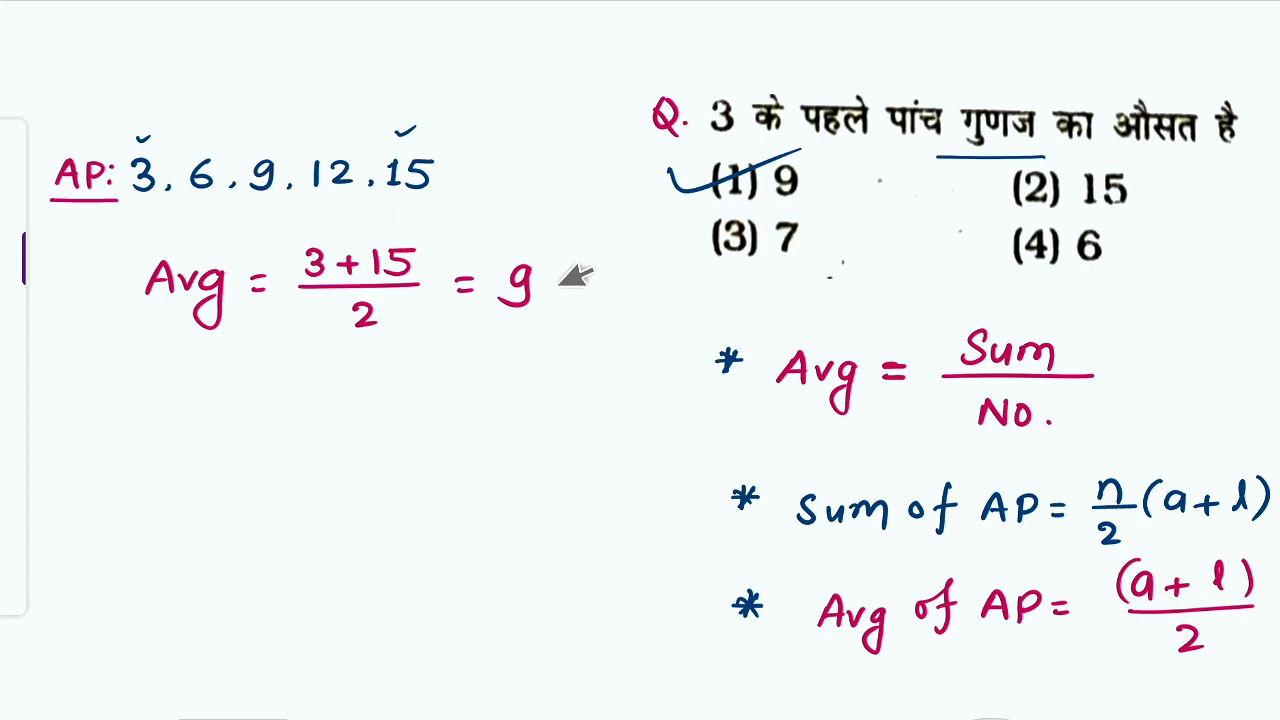 AP: 3, 6, 9, 12, 15
Avg = 3+15/2 = 9
Q. 3 के पहले पांच गुणज का औसत है
(1) 9 (2) 15
(3) 7 (4) 6
* Avg = Sum/No.
* Sum of AP = n/2 (a+l)
* Avg of AP = (a+l)/2